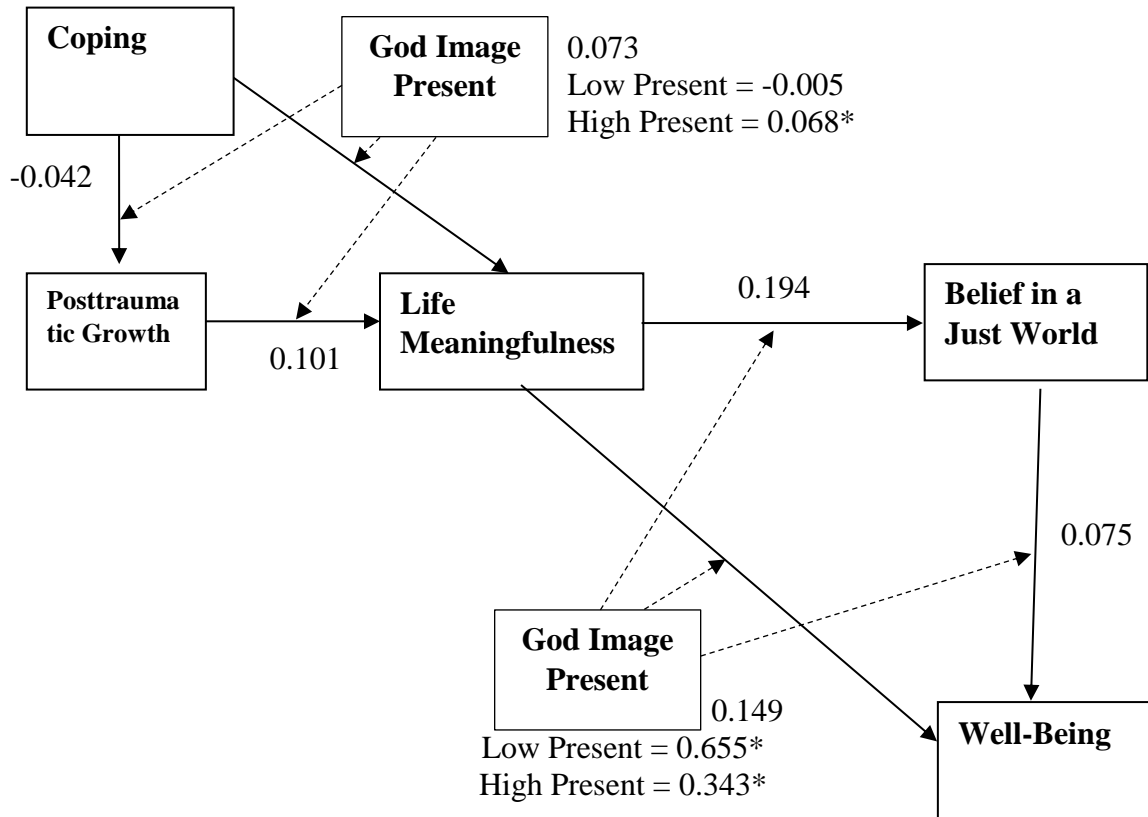 Coping
God Image
Present
0.073
Low Present = -0.005
High Present = 0.068*
-0.042
Posttrauma
tic Growth
0.101
Life
Meaningfulness
0.194
Belief in a
Just World
0.075
God Image
Present
0.149
Low Present = 0.655*
High Present = 0.343*
Well-Being